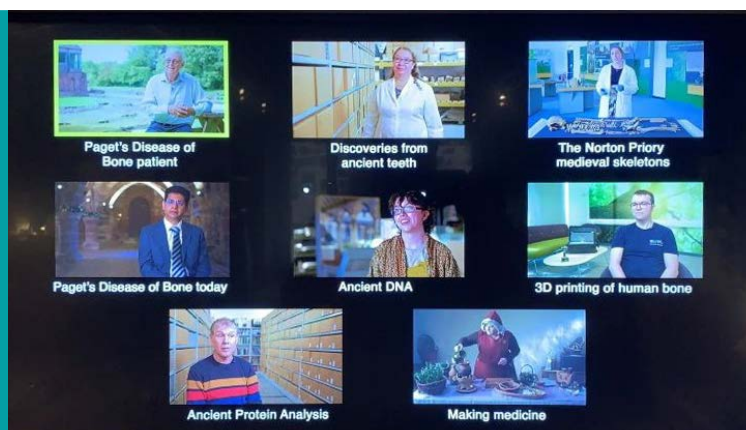 Paget's Disease of
Bone patient
Discoveries from
ancient teeth
The Norton Priory
medieval skeletons
Paget's Disease of Bone today
Ancient DNA
3D printing of human bone
Ancient Protein Analysis
Making medicine